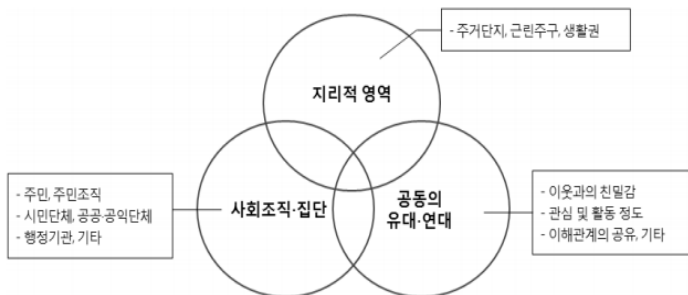 - 주거단지, 근린주구, 생활권
지리적 영역
- 주민, 주민조직
- 시민단체, 공공·공익단체
- 행정기관, 기타
사회조직·집단
공동의
유대·연대
- 이웃과의 친밀감
- 관심 및 활동 정도
- 이해관계의 공유, 기타